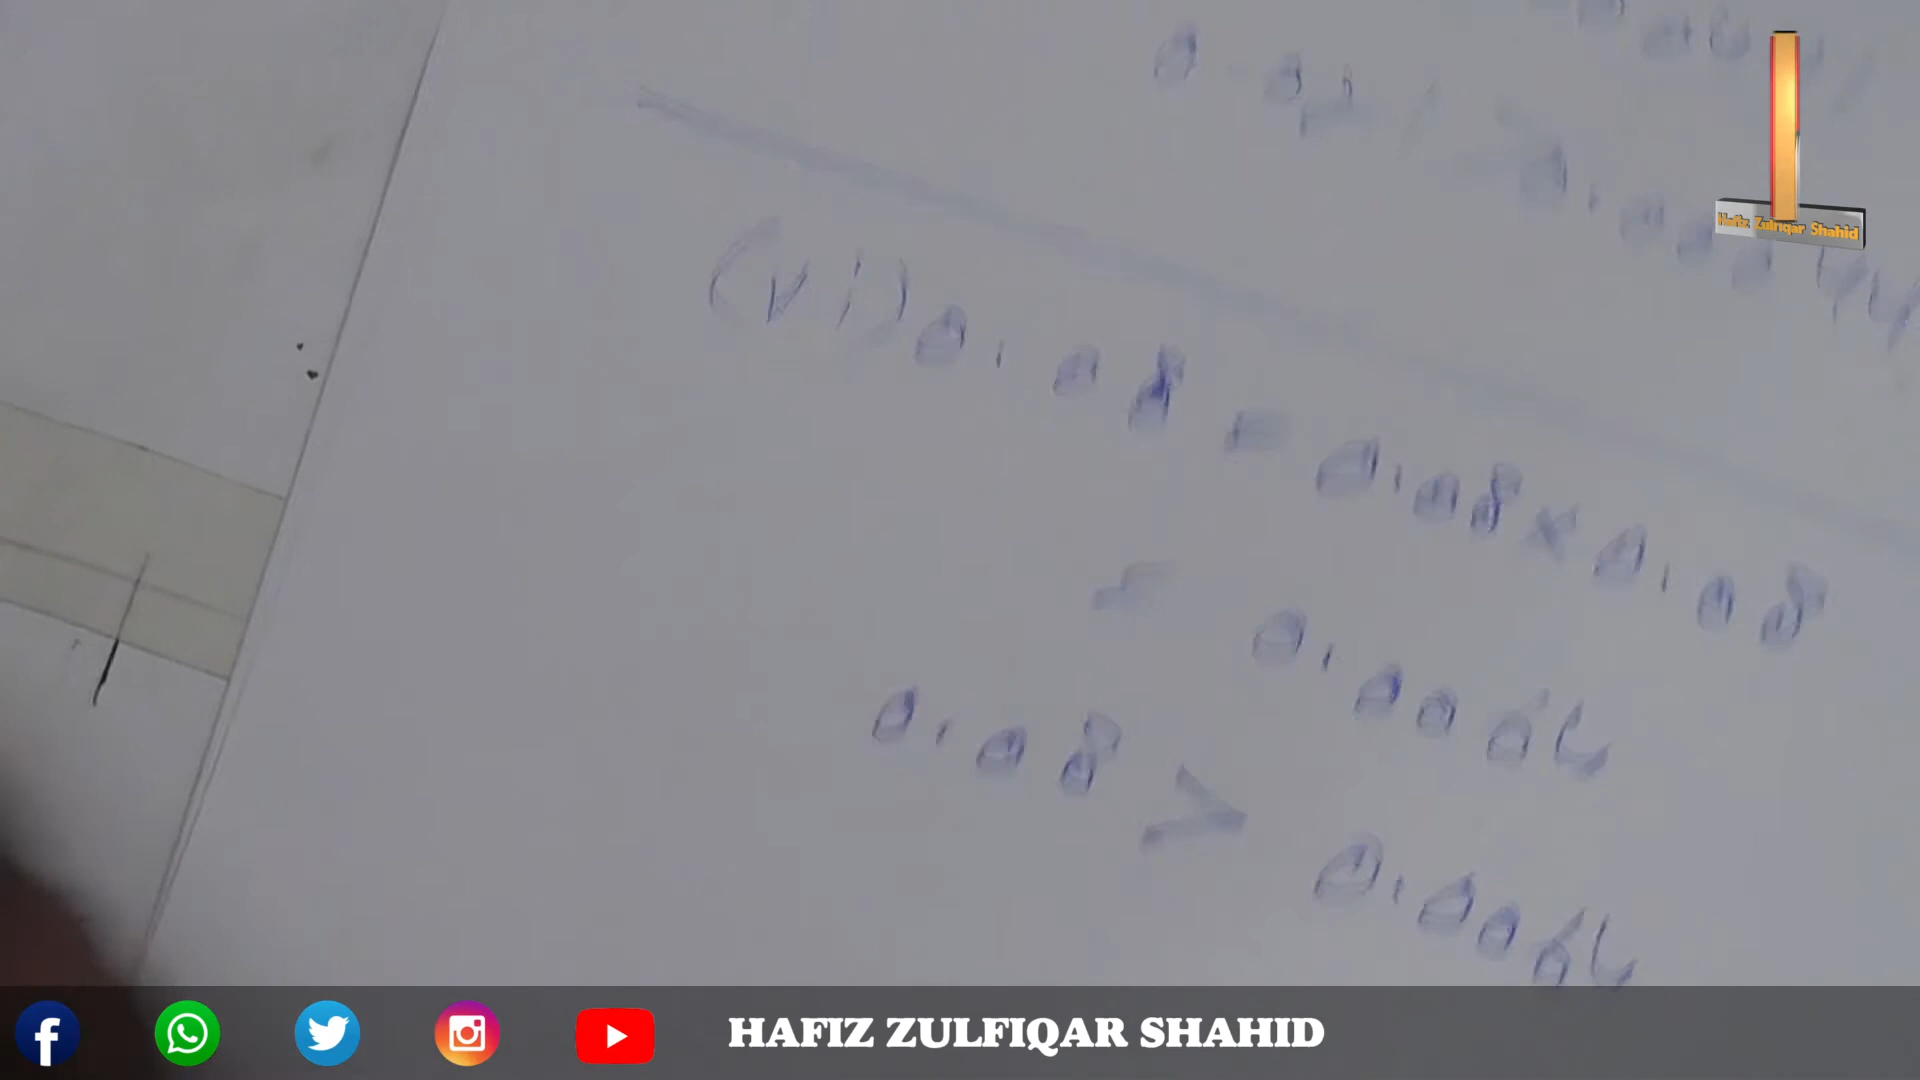 (vi) 0.08 = 0.08 x 0.08
= 0.0064
0.08 > 0.0064
Hafiz Zulfiqar Shahid
HAFIZ ZULFIQAR SHAHID